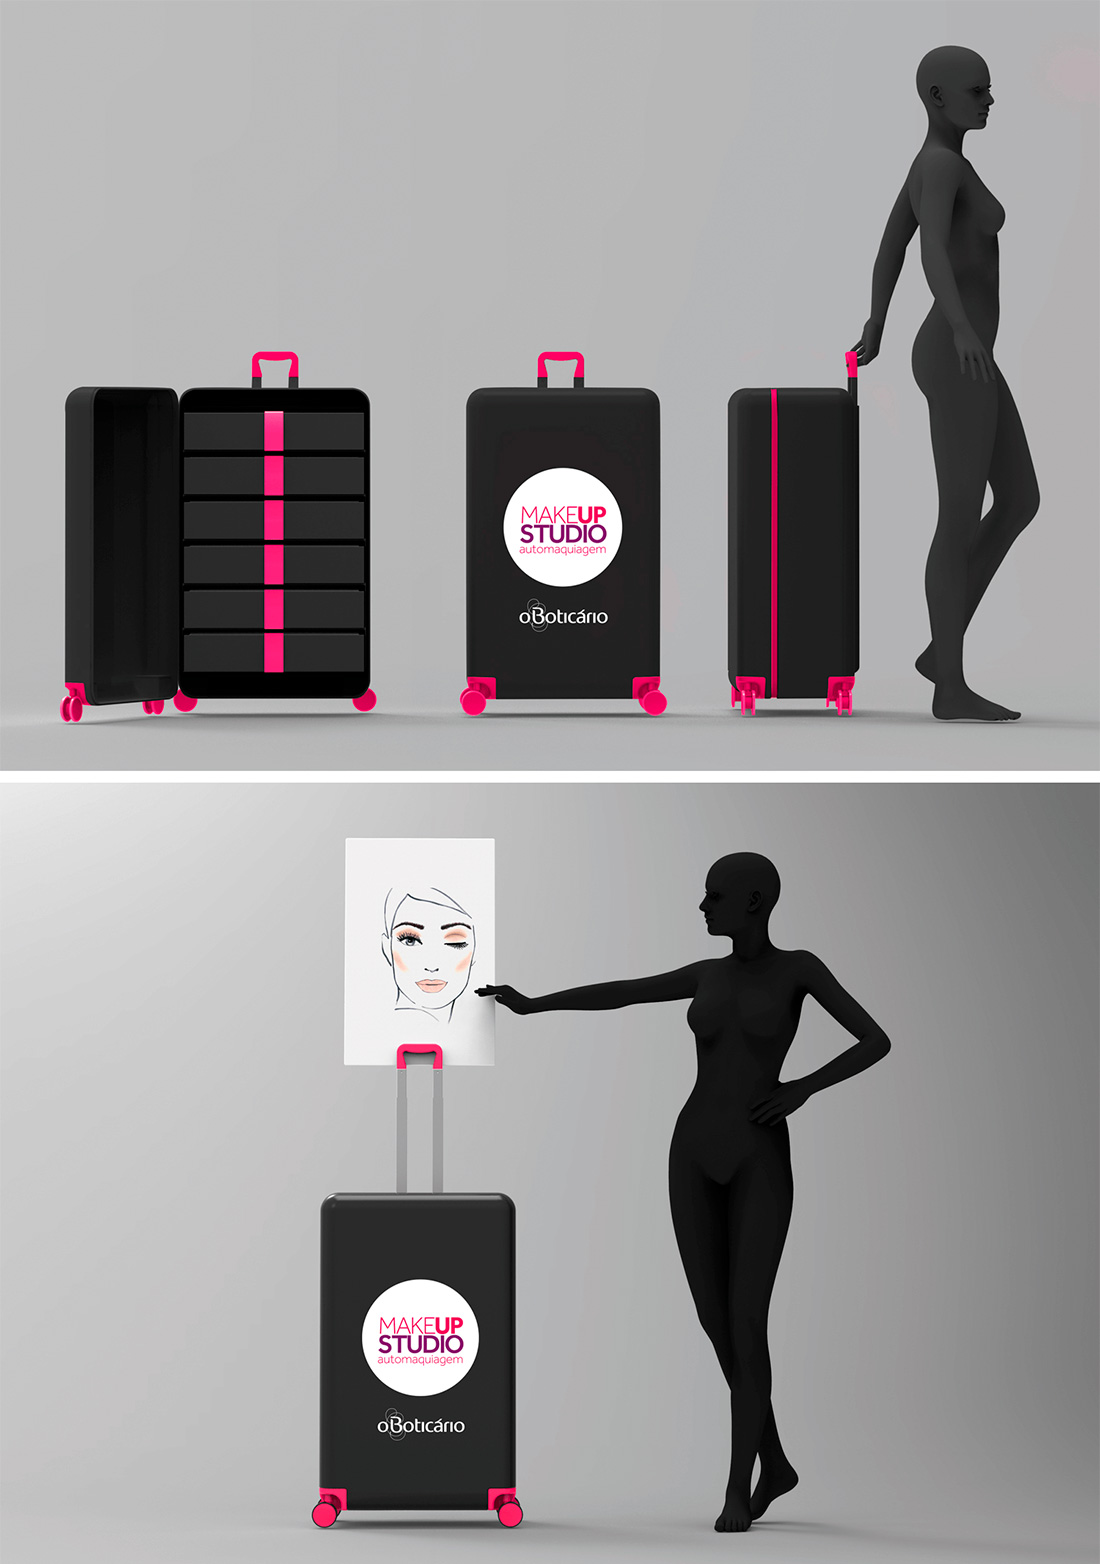 MAKEUP
STUDIO
automaquiagem
oBoticário
MAKEUP
STUDIO
automaquiagem
oBoticário